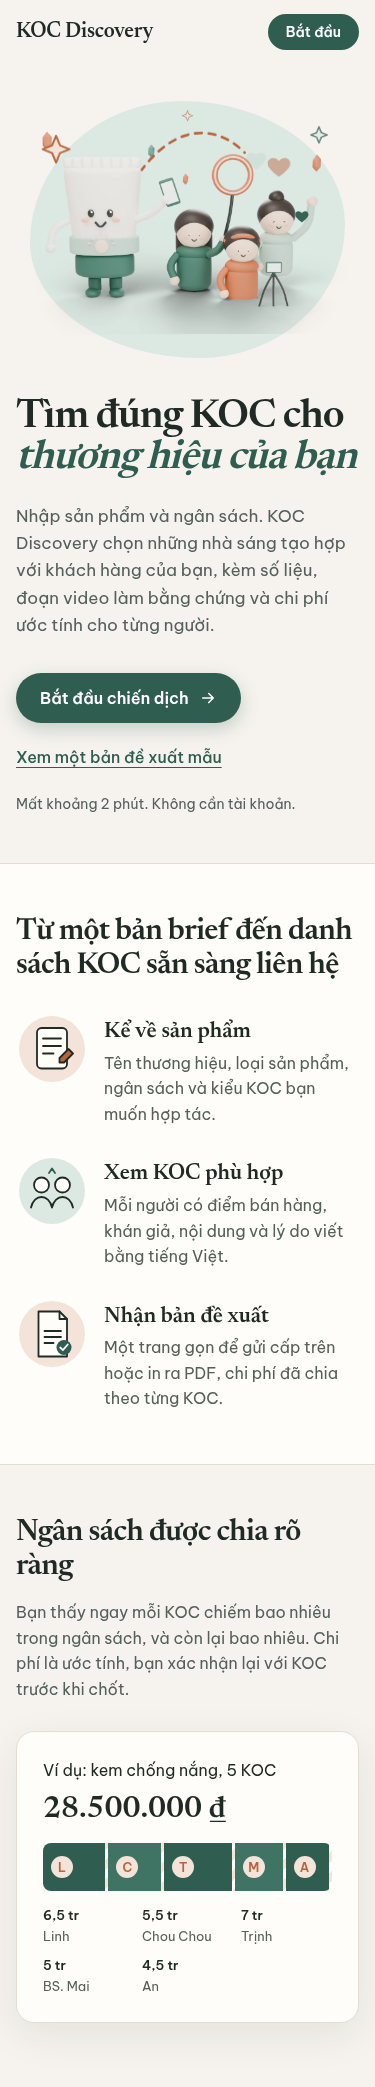 KOC Discovery
Bắt đầu
Tìm đúng KOC cho
thương hiệu của bạn
Nhập sản phẩm và ngân sách. KOC
Discovery chọn những nhà sáng tạo hợp
với khách hàng của bạn, kèm số liệu,
đoạn video làm bằng chứng và chi phí
ước tính cho từng người.
Bắt đầu chiến dịch →
Xem một bản đề xuất mẫu
Mất khoảng 2 phút. Không cần tài khoản.
Từ một bản brief đến danh
sách KOC sẵn sàng liên hệ
Kể về sản phẩm
Tên thương hiệu, loại sản phẩm,
ngân sách và kiểu KOC bạn
muốn hợp tác.
Xem KOC phù hợp
Mỗi người có điểm bán hàng,
khán giả, nội dung và lý do viết
bằng tiếng Việt.
Nhận bản đề xuất
Một trang gọn để gửi cấp trên
hoặc in ra PDF, chi phí đã chia
theo từng KOC.
Ngân sách được chia rõ
ràng
Bạn thấy ngay mỗi KOC chiếm bao nhiêu
trong ngân sách, và còn lại bao nhiêu. Chi
phí là ước tính, bạn xác nhận lại với KOC
trước khi chốt.
Ví dụ: kem chống nắng, 5 KOC
28.500.000 ₫
L C T M A
6,5 tr 5,5 tr 7 tr
Linh Chou Chou Trịnh
5 tr 4,5 tr
BS. Mai An